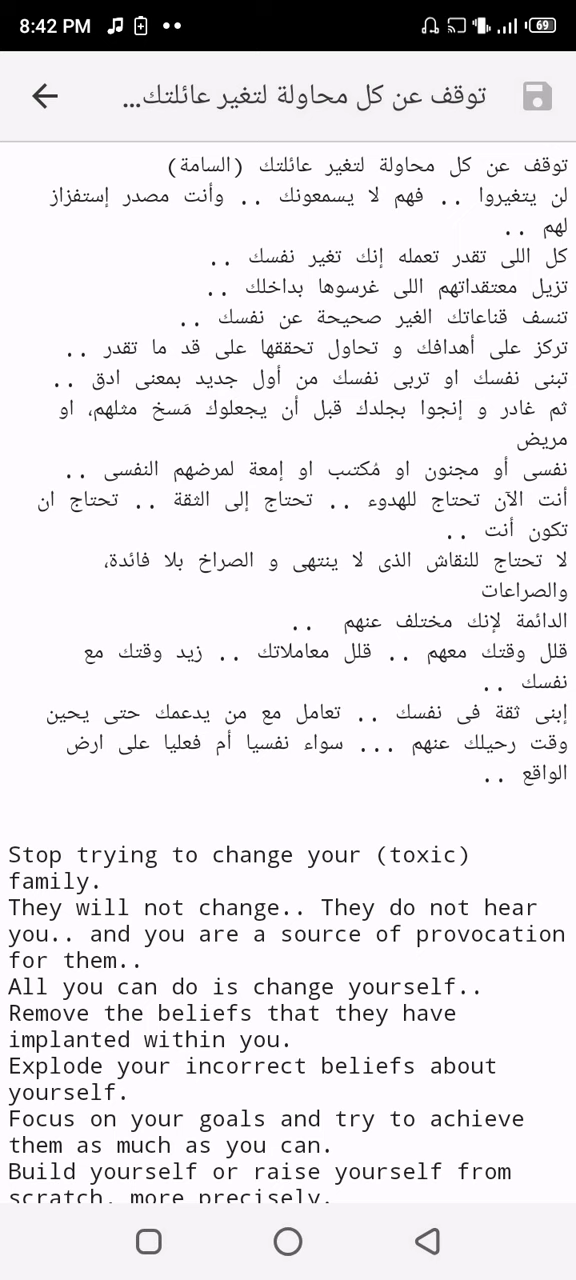 8:42 PM
69
توقف عن كل محاولة لتغير عائلتك...
توقف عن كل محاولة لتغير عائلتك (السامة)
لن يتغيروا .. فهم لا يسمعونك .. وأنت مصدر إستفزاز
لهم ..
كل اللى تقدر تعمله إنك تغير نفسك ..
تزيل معتقداتهم اللى غرسوها بداخلك ..
تنسف قناعاتك الغير صحيحة عن نفسك ..
تركز على أهدافك و تحاول تحققها على قد ما تقدر ..
تبنى نفسك او تربى نفسك من أول جديد بمعنى ادق ..
ثم غادر و إنجوا بجلدك قبل أن يجعلوك مَسخ مثلهم، او
مريض
نفسى أو مجنون او مُكتىب او إمعة لمرضهم النفسى ..
أنت الآن تحتاج للهدوء .. تحتاج إلى الثقة .. تحتاج ان
تكون أنت ..
لا تحتاج للنقاش الذى لا ينتهى و الصراخ بلا فائدة،
والصراعات
الدائمة لإنك مختلف عنهم ..
قلل وقتك معهم .. قلل معاملاتك .. زيد وقتك مع
نفسك ..
إبنى ثقة فى نفسك .. تعامل مع من يدعمك حتى يحين
وقت رحيلك عنهم ... سواء نفسيا أم فعليا على ارض
الواقع ..
Stop trying to change your (toxic)
family.
They will not change.. They do not hear
you.. and you are a source of provocation
for them..
All you can do is change yourself..
Remove the beliefs that they have
implanted within you.
Explode your incorrect beliefs about
yourself.
Focus on your goals and try to achieve
them as much as you can.
Build yourself or raise yourself from
scratch, more precisely.